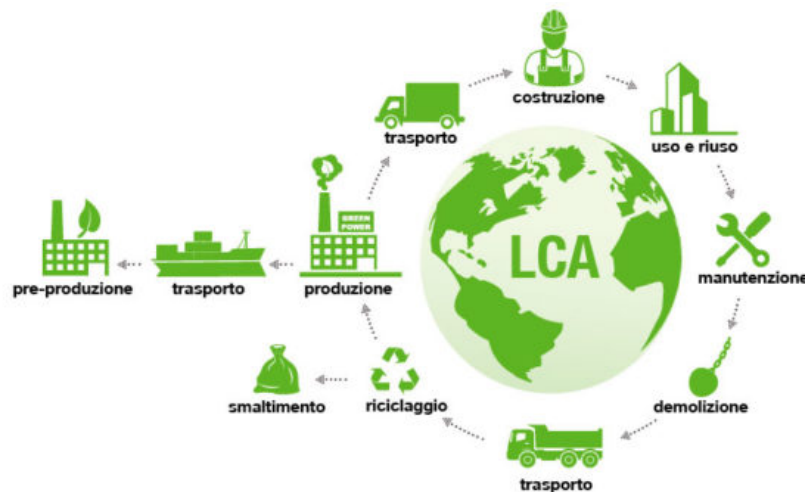 costruzione
trasporto
uso e riuso
GREEN
POWER
LCA
pre-produzione
trasporto
produzione
manutenzione
smaltimento
riciclaggio
demolizione
trasporto